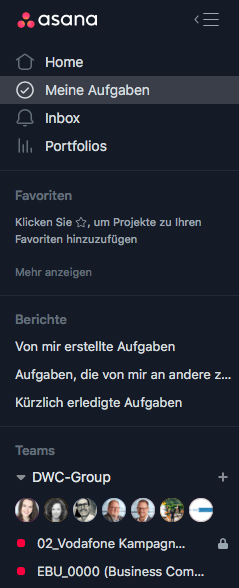 asana
Home
Meine Aufgaben
Inbox
Portfolios
Favoriten
Klicken Sie ☆, um Projekte zu Ihren
Favoriten hinzuzufügen
Mehr anzeigen
Berichte
Von mir erstellte Aufgaben
Aufgaben, die von mir an andere z...
Kürzlich erledigte Aufgaben
Teams
DWC-Group
02_Vodafone Kampagn...
EBU_0000 (Business Com...